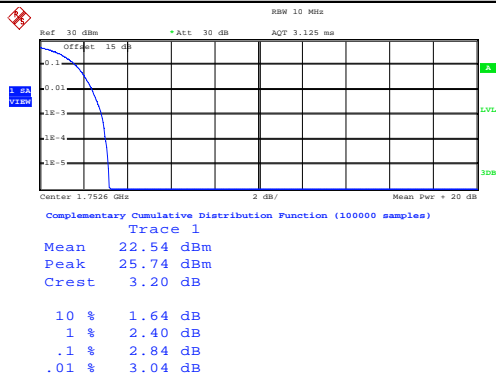 RBW 10 MHz
Ref 30 dBm *Att 30 dB AQT 3.125 ms
Offset 15 dB
0.1
A
0.01
1 SA
VIEW
1E-3
LVL
1E-4
1E-5
3DB
Center 1.7526 GHz 2 dB/ Mean Pwr + 20 dB
Complementary Cumulative Distribution Function (100000 samples)
Trace 1
Mean 22.54 dBm
Peak 25.74 dBm
Crest 3.20 dB
10 % 1.64 dB
1 % 2.40 dB
.1 % 2.84 dB
.01 % 3.04 dB